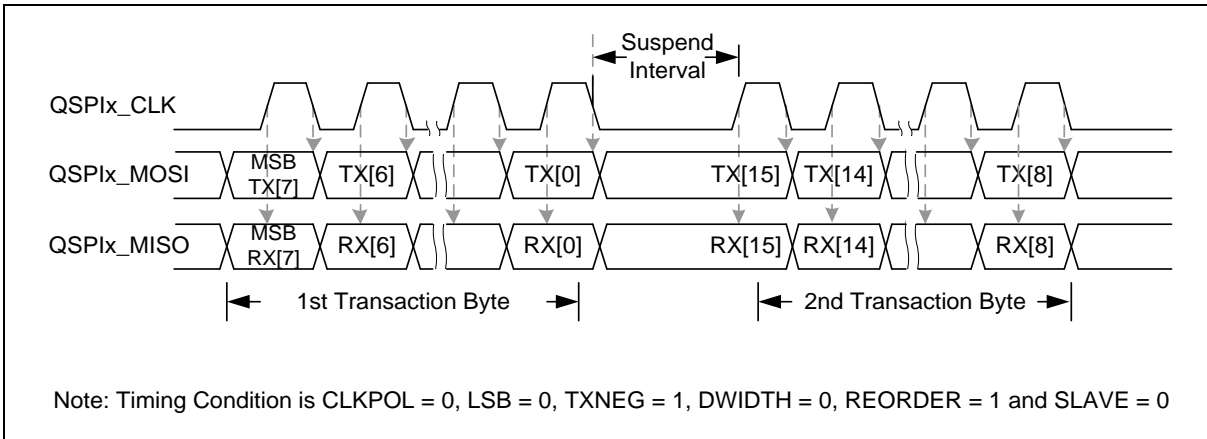 Suspend
Interval
QSPIx_CLK
QSPIx_MOSI
MSB
TX[7]
TX[6]
TX[0]
TX[15]
TX[14]
TX[8]
QSPIx_MISO
MSB
RX[7]
RX[6]
RX[0]
RX[15]
RX[14]
RX[8]
1st Transaction Byte
2nd Transaction Byte
Note: Timing Condition is CLKPOL = 0, LSB = 0, TXNEG = 1, DWIDTH = 0, REORDER = 1 and SLAVE = 0